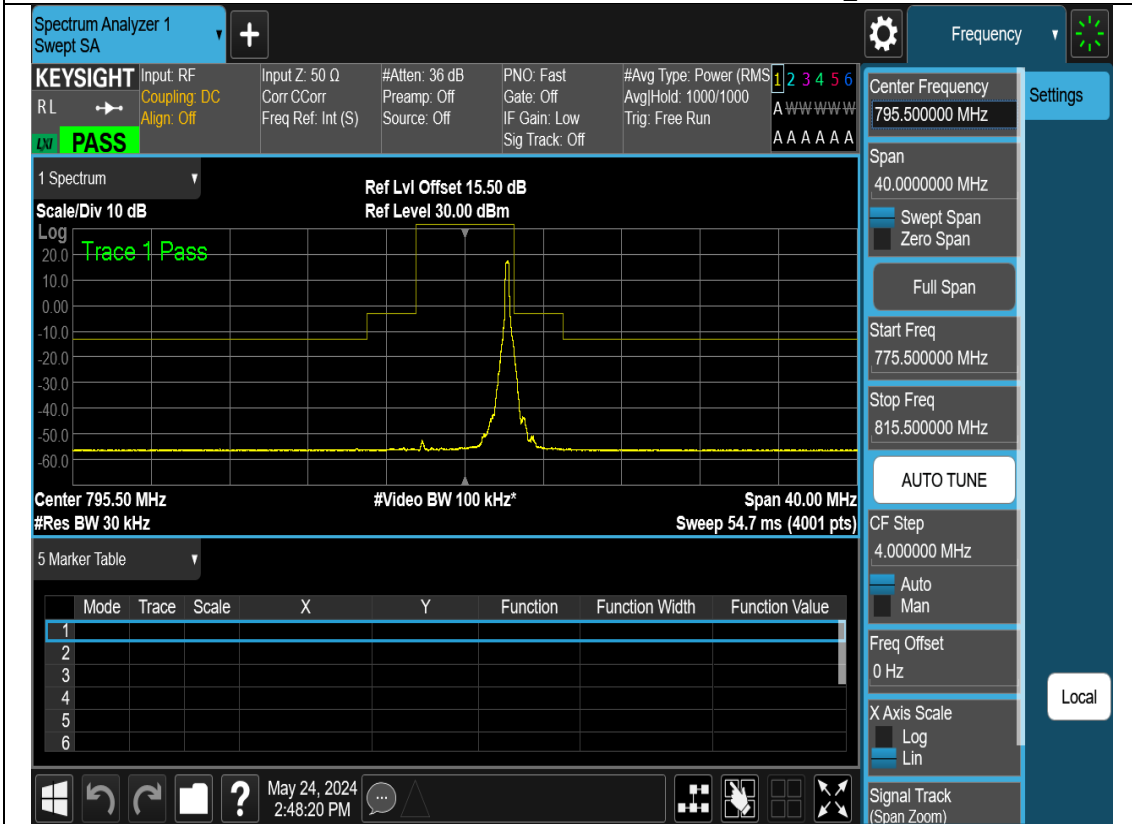 Spectrum Analyzer 1
Swept SA
Frequency
KEYSIGHT
RL
LXI PASS
Input: RF
Coupling: DC
Align: Off
Input Z: 50 Ω
Corr CCorr
Freq Ref: Int (S)
#Atten: 36 dB
Preamp: Off
Source: Off
PNO: Fast
Gate: Off
IF Gain: Low
Sig Track: Off
#Avg Type: Power (RMS
Avg|Hold: 1000/1000
Trig: Free Run
1 2 3 4 5 6
A W W W W W
A A A A A A
Center Frequency
795.500000 MHz
Settings
Span
40.0000000 MHz
Swept Span
Zero Span
Full Span
Start Freq
775.500000 MHz
Stop Freq
815.500000 MHz
AUTO TUNE
CF Step
4.000000 MHz
Auto
Man
Freq Offset
0 Hz
X Axis Scale
Log
Lin
Signal Track
(Span Zoom)
Local
1 Spectrum
Scale/Div 10 dB
Ref Lvl Offset 15.50 dB
Ref Level 30.00 dBm
Log
Trace 1 Pass
20.0
10.0
0.00
-10.0
-20.0
-30.0
-40.0
-50.0
-60.0
Center 795.50 MHz
#Video BW 100 kHz*
Span 40.00 MHz
#Res BW 30 kHz
Sweep 54.7 ms (4001 pts)
5 Marker Table
Mode Trace Scale X Y Function Function Width Function Value
1
2
3
4
5
6
?
May 24, 2024
2:48:20 PM